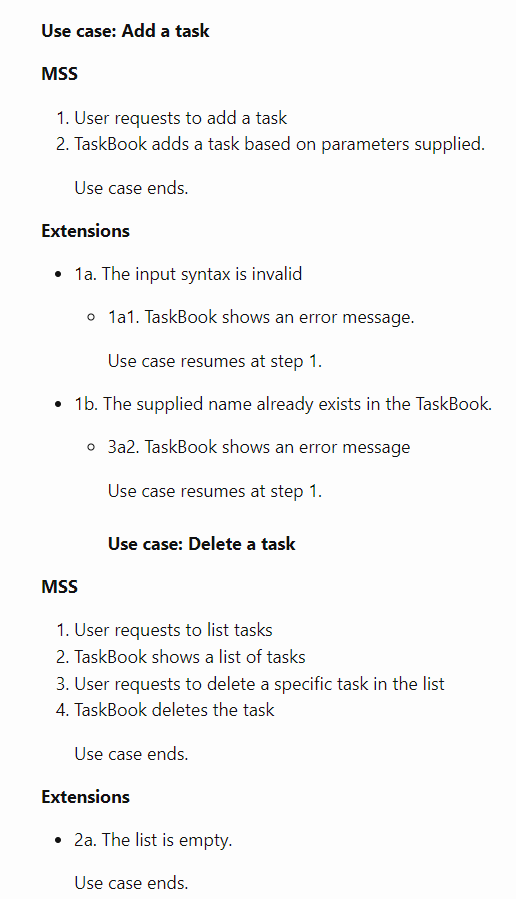 Use case: Add a task
MSS
1. User requests to add a task
2. TaskBook adds a task based on parameters supplied.
Use case ends.
Extensions
• 1a. The input syntax is invalid
◦ 1a1. TaskBook shows an error message.
Use case resumes at step 1.
• 1b. The supplied name already exists in the TaskBook.
◦ 3a2. TaskBook shows an error message
Use case resumes at step 1.
Use case: Delete a task
MSS
1. User requests to list tasks
2. TaskBook shows a list of tasks
3. User requests to delete a specific task in the list
4. TaskBook deletes the task
Use case ends.
Extensions
• 2a. The list is empty.
Use case ends.